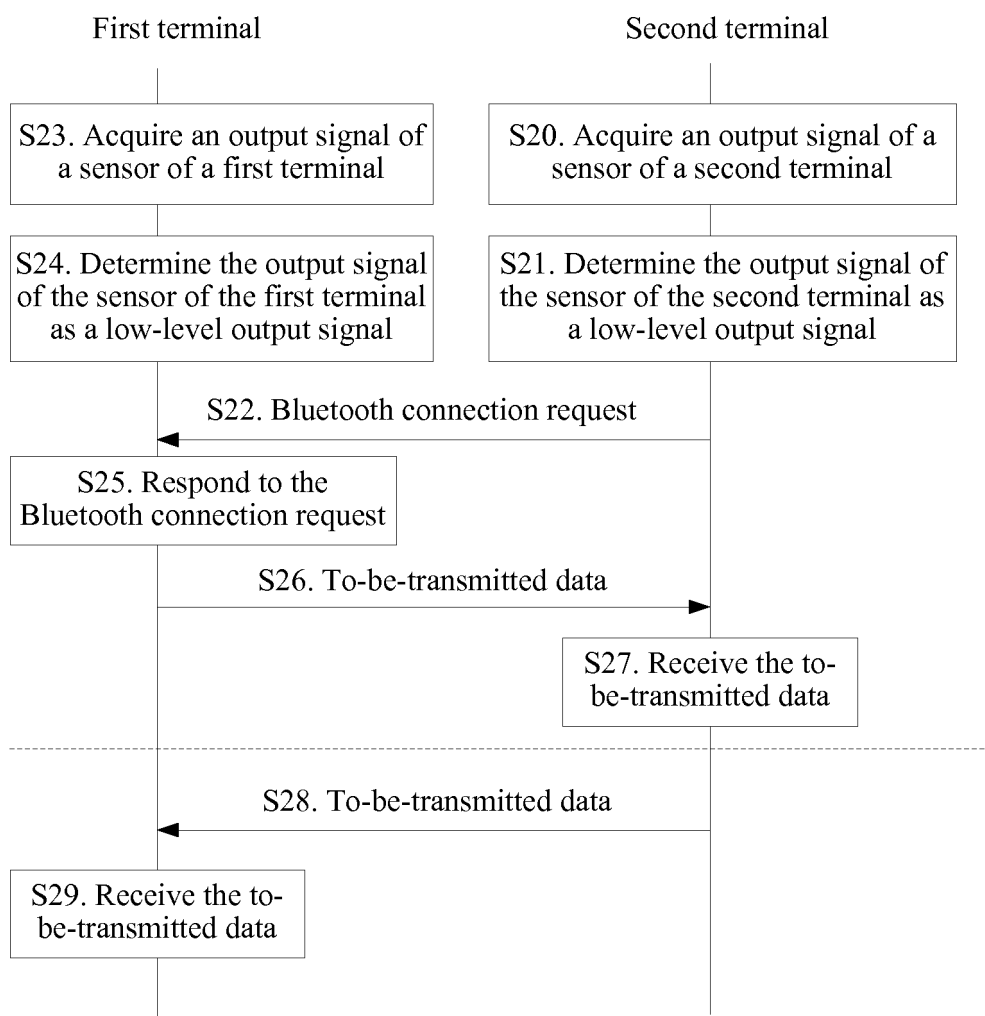 First terminal
Second terminal
S23. Acquire an output signal of
a sensor of a first terminal
S20. Acquire an output signal of a
sensor of a second terminal
S24. Determine the output signal
of the sensor of the first terminal
as a low-level output signal
S21. Determine the output signal of
the sensor of the second terminal as
a low-level output signal
S22. Bluetooth connection request
S25. Respond to the
Bluetooth connection request
S26. To-be-transmitted data
S27. Receive the to-
be-transmitted data
S28. To-be-transmitted data
S29. Receive the to-
be-transmitted data